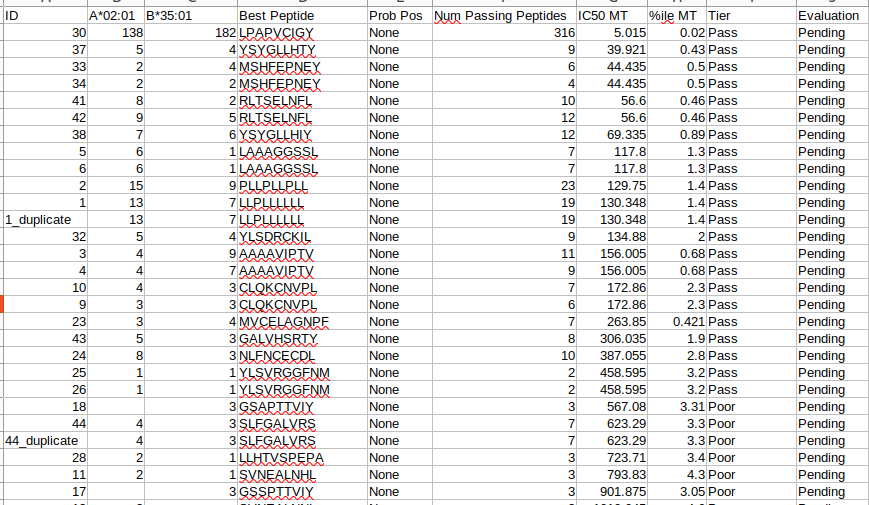 ID A*02:01 B*35:01 Best Peptide Prob Pos Num Passing Peptides IC50 MT %ile MT Tier Evaluation
30 138 182 LPAPVCIGY None 316 5.015 0.02 Pass Pending
37 5 4 YSYGLLHTY None 9 39.921 0.43 Pass Pending
33 2 4 MSHFEPNEY None 6 44.435 0.5 Pass Pending
34 2 2 MSHFEPNEY None 4 44.435 0.5 Pass Pending
41 8 2 RLTSELNFL None 10 56.6 0.46 Pass Pending
42 9 5 RLTSELNFL None 12 56.6 0.46 Pass Pending
38 7 6 YSYGLLHIY None 12 69.335 0.89 Pass Pending
5 6 1 LAAAGGSSL None 7 117.8 1.3 Pass Pending
6 6 1 LAAAGGSSL None 7 117.8 1.3 Pass Pending
2 15 9 PLLPLLPLL None 23 129.75 1.4 Pass Pending
1 13 7 LLPLLLLLL None 19 130.348 1.4 Pass Pending
1_duplicate 13 7 LLPLLLLLL None 19 130.348 1.4 Pass Pending
32 5 4 YLSDRCKIL None 9 134.88 2 Pass Pending
3 4 9 AAAAVIPTV None 11 156.005 0.68 Pass Pending
4 4 7 AAAAVIPTV None 9 156.005 0.68 Pass Pending
10 4 3 CLQKCNVPL None 7 172.86 2.3 Pass Pending
9 3 3 CLQKCNVPL None 6 172.86 2.3 Pass Pending
23 3 4 MVCELAGNPF None 7 263.85 0.421 Pass Pending
43 5 3 GALVHSRTY None 8 306.035 1.9 Pass Pending
24 8 3 NLFNCECDL None 10 387.055 2.8 Pass Pending
25 1 1 YLSVRGGFNM None 2 458.595 3.2 Pass Pending
26 1 1 YLSVRGGFNM None 2 458.595 3.2 Pass Pending
18 3 GSAPTTVIY None 3 567.08 3.31 Poor Pending
44 4 3 SLFGALVRS None 7 623.29 3.3 Poor Pending
44_duplicate 4 3 SLFGALVRS None 7 623.29 3.3 Poor Pending
28 2 1 LLHTVSPEPA None 3 723.71 3.4 Poor Pending
11 2 1 SVNEALNHL None 3 793.83 4.3 Poor Pending
17 3 GSSPTTVIY None 3 901.875 3.05 Poor Pending